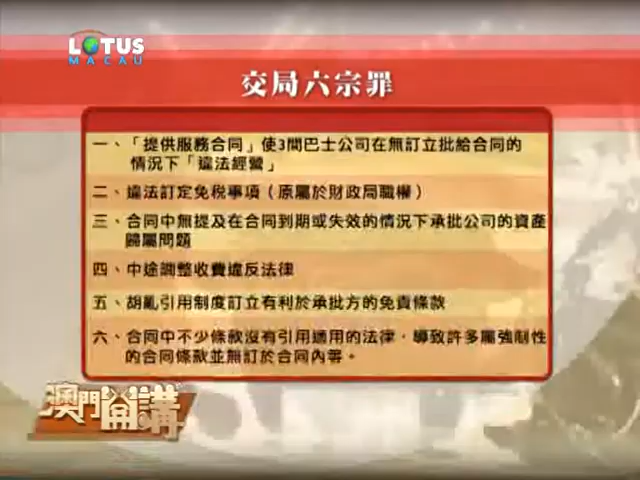 LOTUS
MACAU
交局六宗罪
一、「提供服務合同」使3間巴士公司在無訂立批給合同的
情況下「違法經營」
二、違法訂定免稅事項（原屬於財政局職權）
三、合同中無提及在合同到期或失效的情況下承批公司的資產
歸屬問題
四、中途調整收費違反法律
五、胡亂引用制度訂立有利於承批方的免責條款
六、合同中不少條款沒有引用適用的法律，導致許多屬強制性
的合同條款並無訂於合同內容。
澳門開講